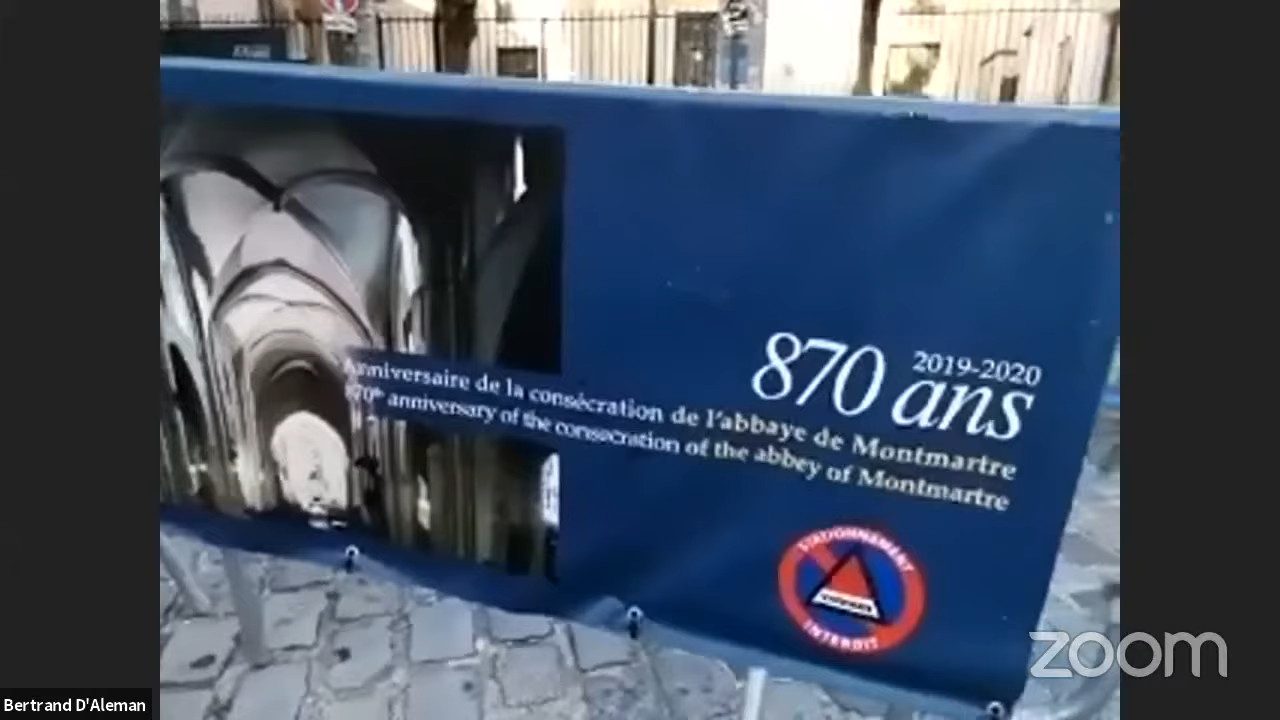 2019-2020
870 ans
Anniversaire de la consécration de l'abbaye de Montmartre
870e anniversary of the consecration of the abbey of Montmartre
STATIONNEMENT
INTERDIT
zoom
Bertrand D'Aleman